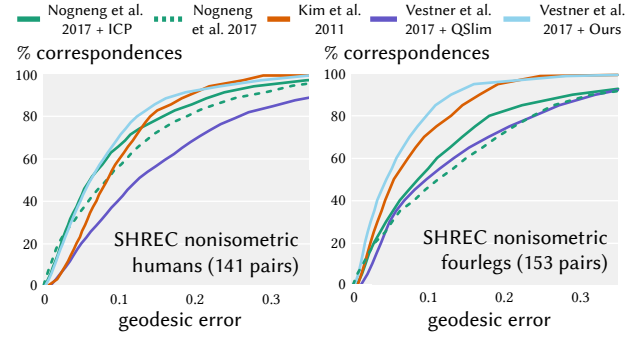 Nogneng et al.
2017 + ICP
Nogneng
et al. 2017
Kim et al.
2011
Vestner et al.
2017 + QSlim
Vestner et al.
2017 + Ours
% correspondences
100
80
60
40
20
0
0
0.1
0.2
0.3
SHREC nonisometric
humans (141 pairs)
geodesic error
% correspondences
100
80
60
40
20
0
0
0.1
0.2
0.3
SHREC nonisometric
fourlegs (153 pairs)
geodesic error